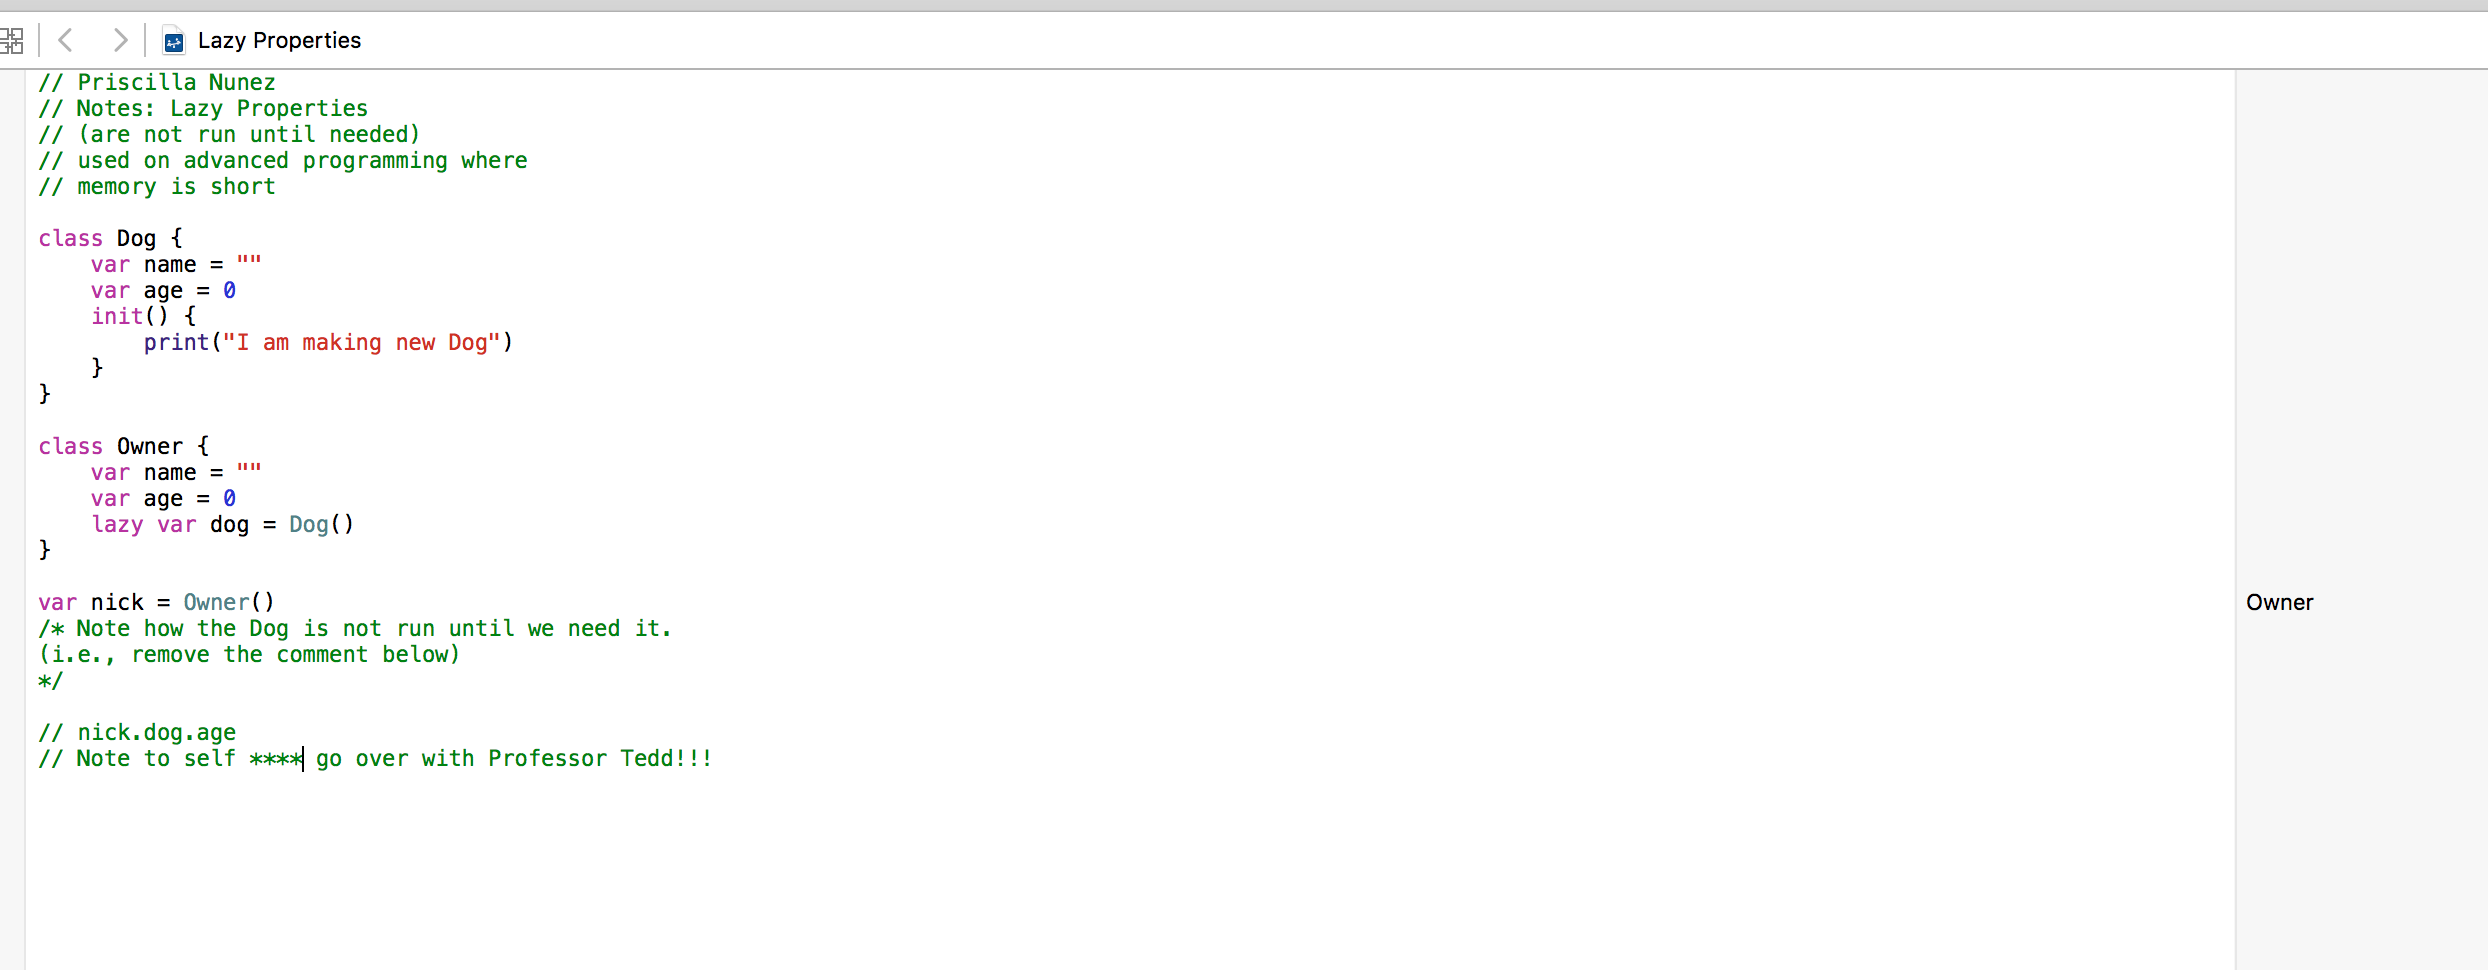 Lazy Properties
// Priscilla Nunez
// Notes: Lazy Properties
// (are not run until needed)
// used on advanced programming where
// memory is short
class Dog {
    var name = ""
    var age = 0
    init() {
        print("I am making new Dog")
    }
}
class Owner {
    var name = ""
    var age = 0
    lazy var dog = Dog()
}
var nick = Owner()
Owner
/* Note how the Dog is not run until we need it.
(i.e., remove the comment below)
*/
// nick.dog.age
// Note to self **** go over with Professor Tedd!!!